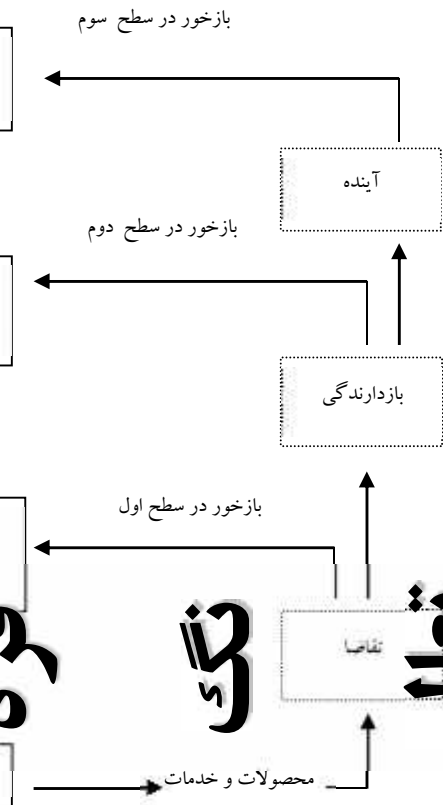 بازخور در سطح سوم
آینده
بازخور در سطح دوم
بازدارندگی
بازخور در سطح اول
تقاضا
محصولات و خدمات